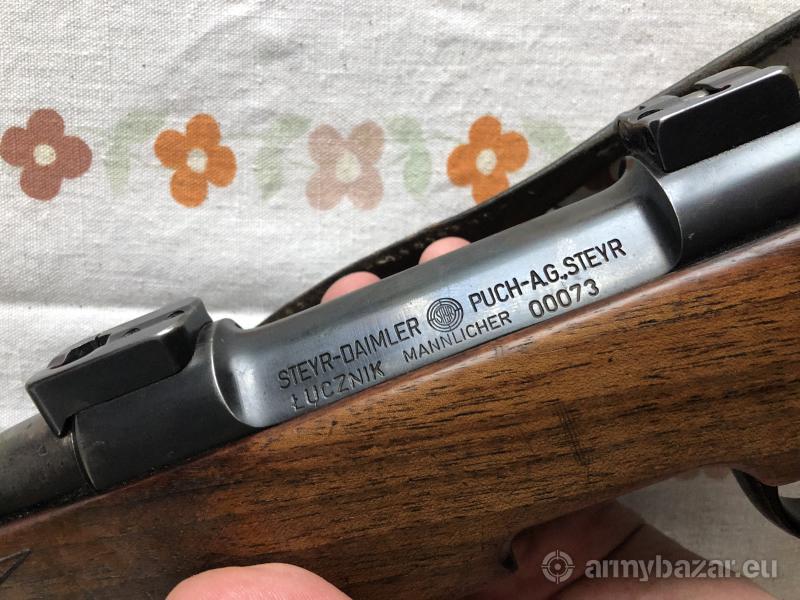 STEYR-DAIMLER PUCH-A.G., STEYR
ŁUCZNIK MANNLICHER 00073
armybazar.eu